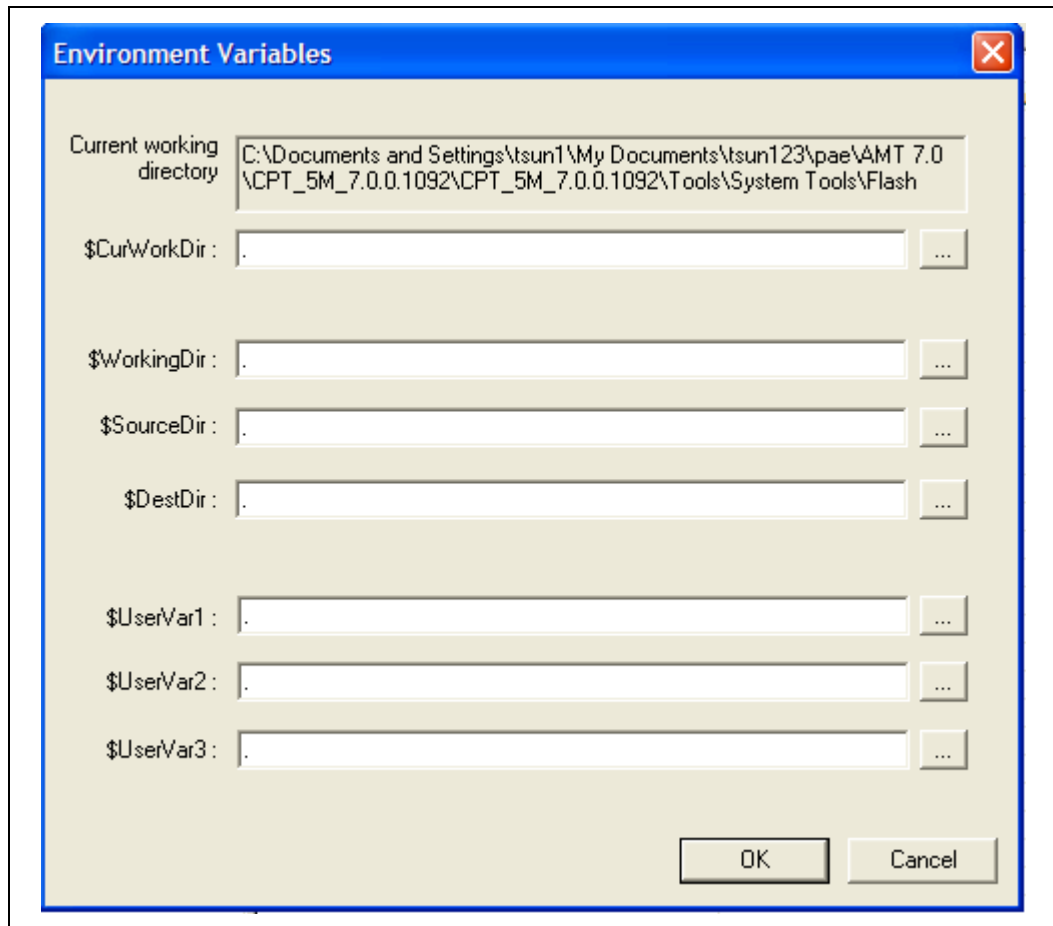 Environment Variables
Current working
directory
C:\Documents and Settings\tsun1\My Documents\tsun123\pae\AMT 7.0
\CPT_5M_7.0.0.1092\CPT_5M_7.0.0.1092\Tools\System Tools\Flash
$CurWorkDir : . ...
$WorkingDir : . ...
$SourceDir : . ...
$DestDir : . ...
$UserVar1 : . ...
$UserVar2 : . ...
$UserVar3 : . ...
OK Cancel